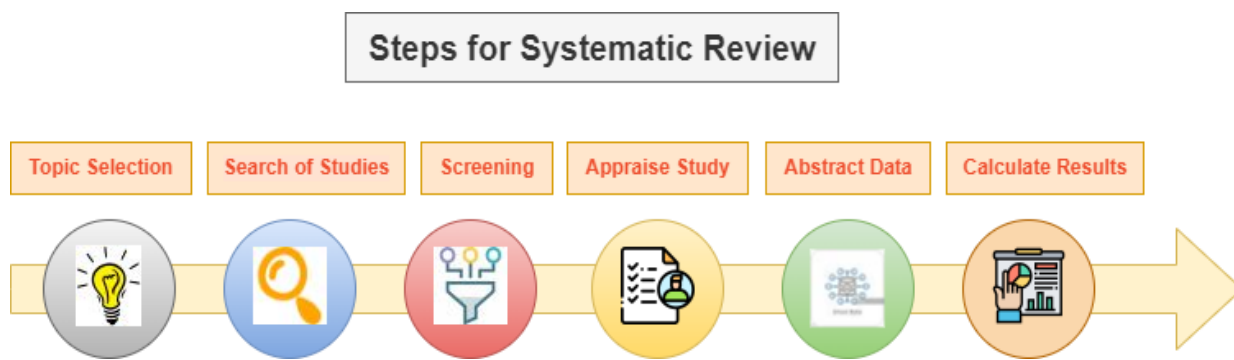 Steps for Systematic Review
Topic Selection
Search of Studies
Screening
Appraise Study
Abstract Data
Calculate Results